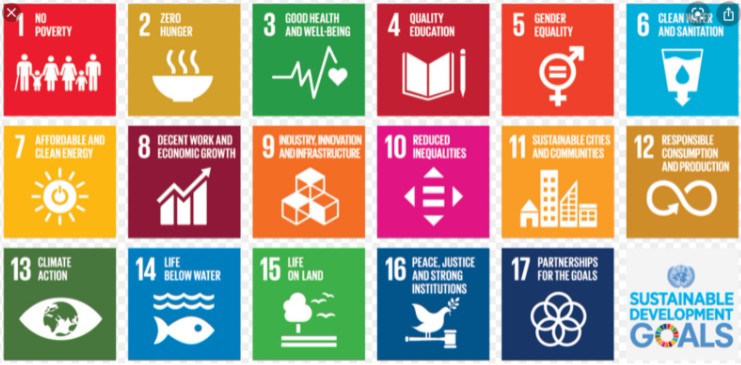 1 NO
POVERTY
2 ZERO
HUNGER
3 GOOD HEALTH
AND WELL-BEING
4 QUALITY
EDUCATION
5 GENDER
EQUALITY
6 CLEAN WATER
AND SANITATION
7 AFFORDABLE AND
CLEAN ENERGY
8 DECENT WORK AND
ECONOMIC GROWTH
9 INDUSTRY, INNOVATION
AND INFRASTRUCTURE
10 REDUCED
INEQUALITIES
11 SUSTAINABLE CITIES
AND COMMUNITIES
12 RESPONSIBLE
CONSUMPTION
AND PRODUCTION
13 CLIMATE
ACTION
14 LIFE
BELOW WATER
15 LIFE
ON LAND
16 PEACE, JUSTICE
AND STRONG
INSTITUTIONS
17 PARTNERSHIPS
FOR THE GOALS
SUSTAINABLE
DEVELOPMENT
GOALS